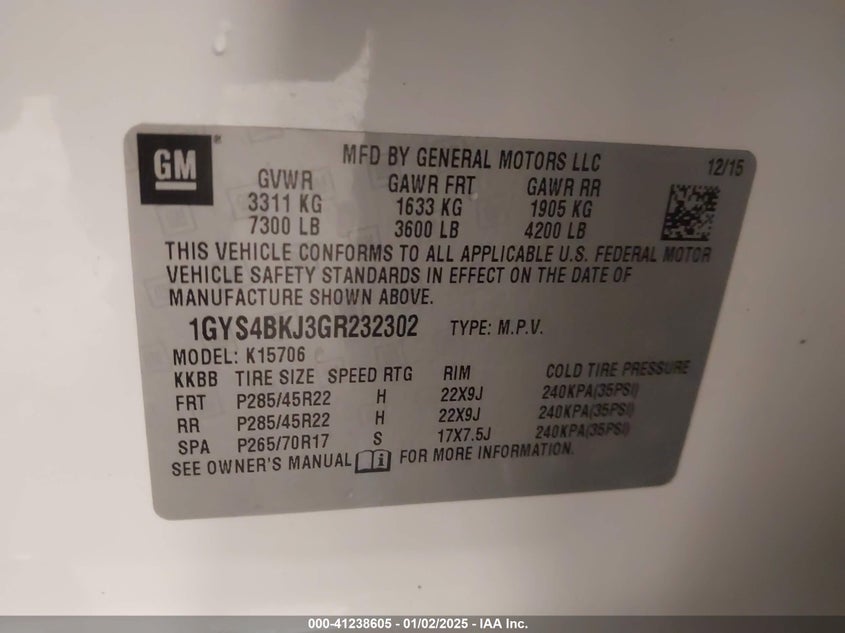 GM
MFD BY GENERAL MOTORS LLC 12/15
GVWR GAWR FRT GAWR RR
3311 KG 1633 KG 1905 KG
7300 LB 3600 LB 4200 LB
THIS VEHICLE CONFORMS TO ALL APPLICABLE U.S. FEDERAL MOTOR
VEHICLE SAFETY STANDARDS IN EFFECT ON THE DATE OF
MANUFACTURE SHOWN ABOVE.
1GYS4BKJ3GR232302 TYPE: M.P.V.
MODEL: K15706
KKBB TIRE SIZE SPEED RTG RIM COLD TIRE PRESSURE
FRT P285/45R22 H 22X9J 240KPA(35PSI)
RR P285/45R22 H 22X9J 240KPA(35PSI)
SPA P265/70R17 S 17X7.5J 240KPA(35PSI)
SEE OWNER'S MANUAL FOR MORE INFORMATION.
000-41238605 - 01/02/2025 - IAA Inc.